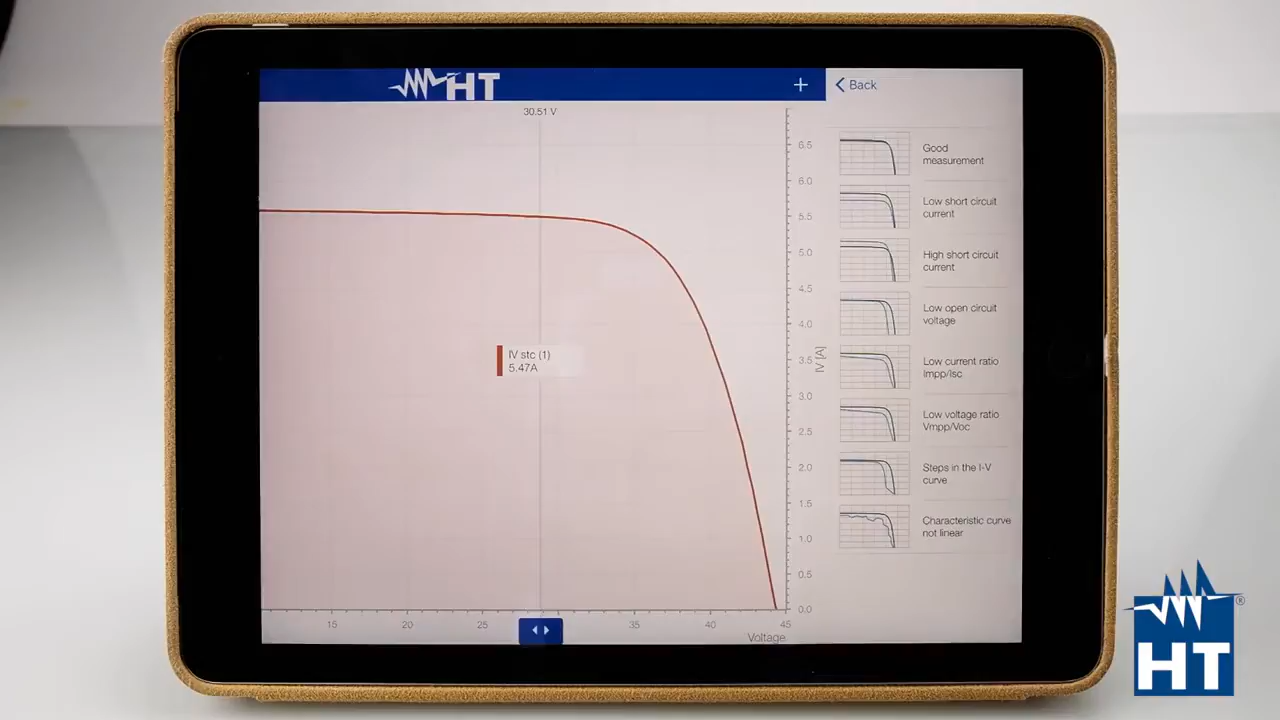 HT
+
Back
30.51 V
6.5
6.0
5.5
5.0
4.5
4.0
3.5
3.0
2.5
2.0
1.5
1.0
0.5
0.0
IV [A]
IV stc (1)
5.47A
15
20
25
35
40
45
Voltage
Good
measurement
Low short circuit
current
High short circuit
current
Low open circuit
voltage
Low current ratio
Impp/Isc
Low voltage ratio
Vmpp/Voc
Steps in the I-V
curve
Characteristic curve
not linear
HT
®